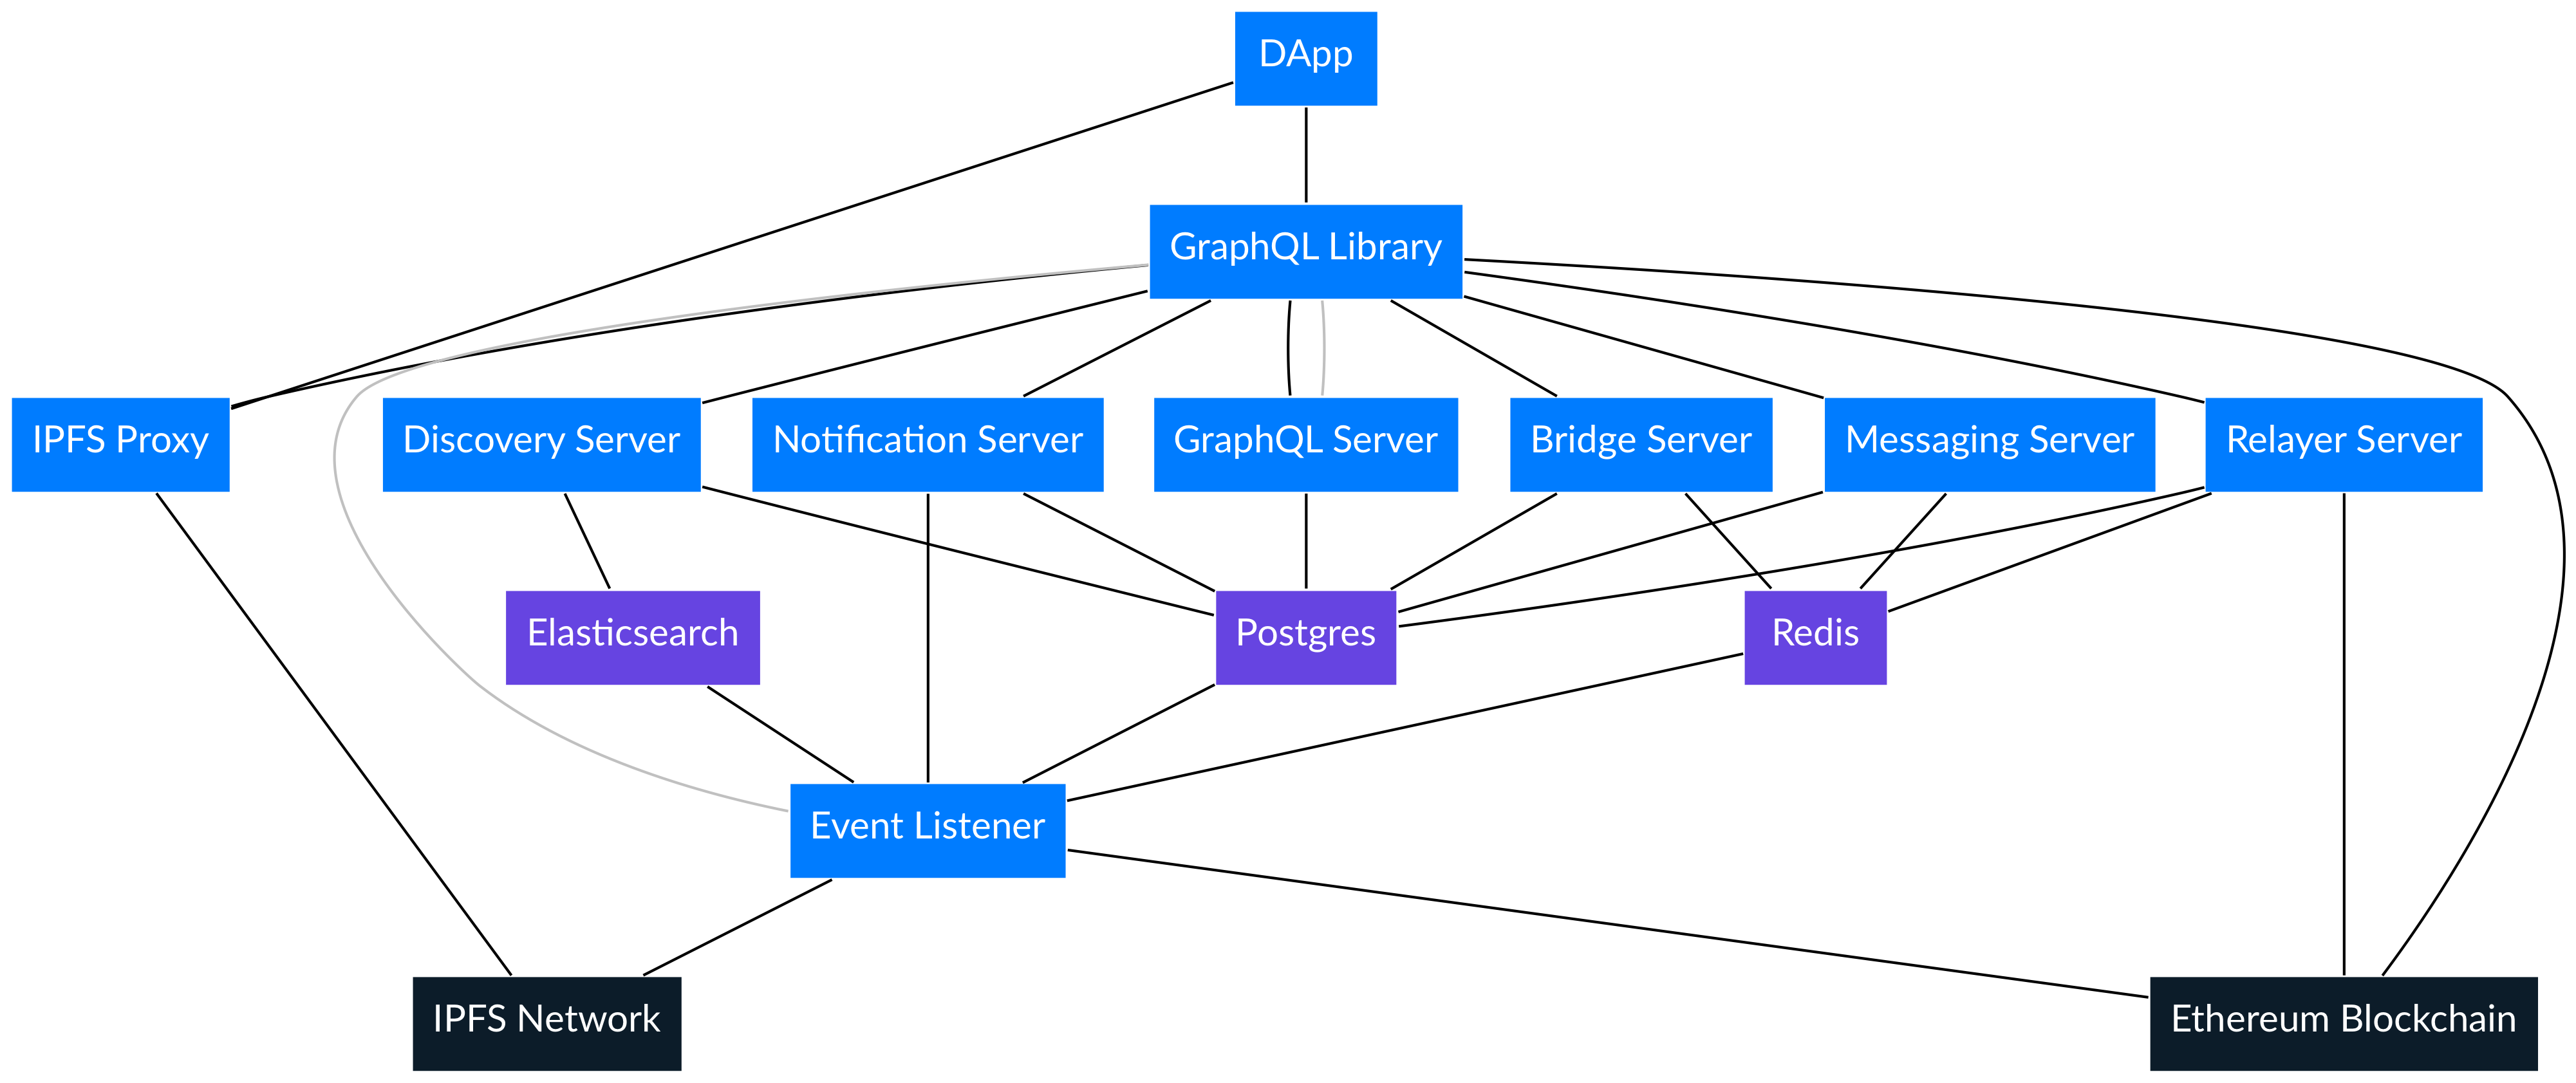 DApp
GraphQL Library
IPFS Proxy
Discovery Server
Notification Server
GraphQL Server
Bridge Server
Messaging Server
Relayer Server
Elasticsearch
Postgres
Redis
Event Listener
IPFS Network
Ethereum Blockchain